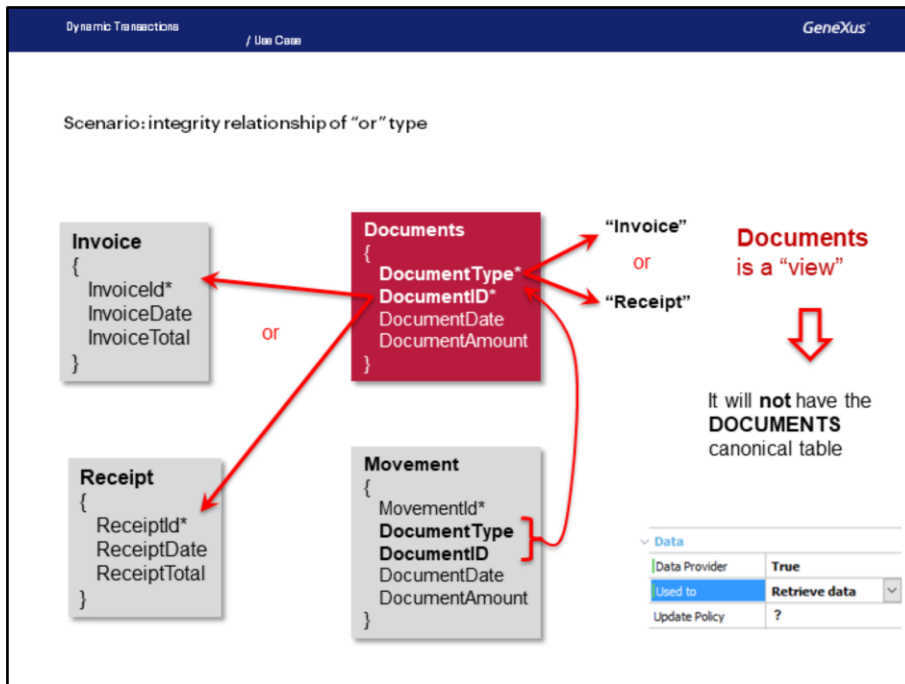 Dynamic Transactions
/ Use Case
GeneXus
Scenario: integrity relationship of "or" type
Invoice
{
InvoiceId*
InvoiceDate
InvoiceTotal
}
or
Documents
{
DocumentType*
DocumentID*
DocumentDate
DocumentAmount
}
“Invoice”
or
“Receipt”
Documents
is a “view”
It will not have the
DOCUMENTS
canonical table
Receipt
{
ReceiptId*
ReceiptDate
ReceiptTotal
}
Movement
{
MovementId*
DocumentType
DocumentID
DocumentDate
DocumentAmount
}
Data
Data Provider True
Used to Retrieve data
Update Policy ?